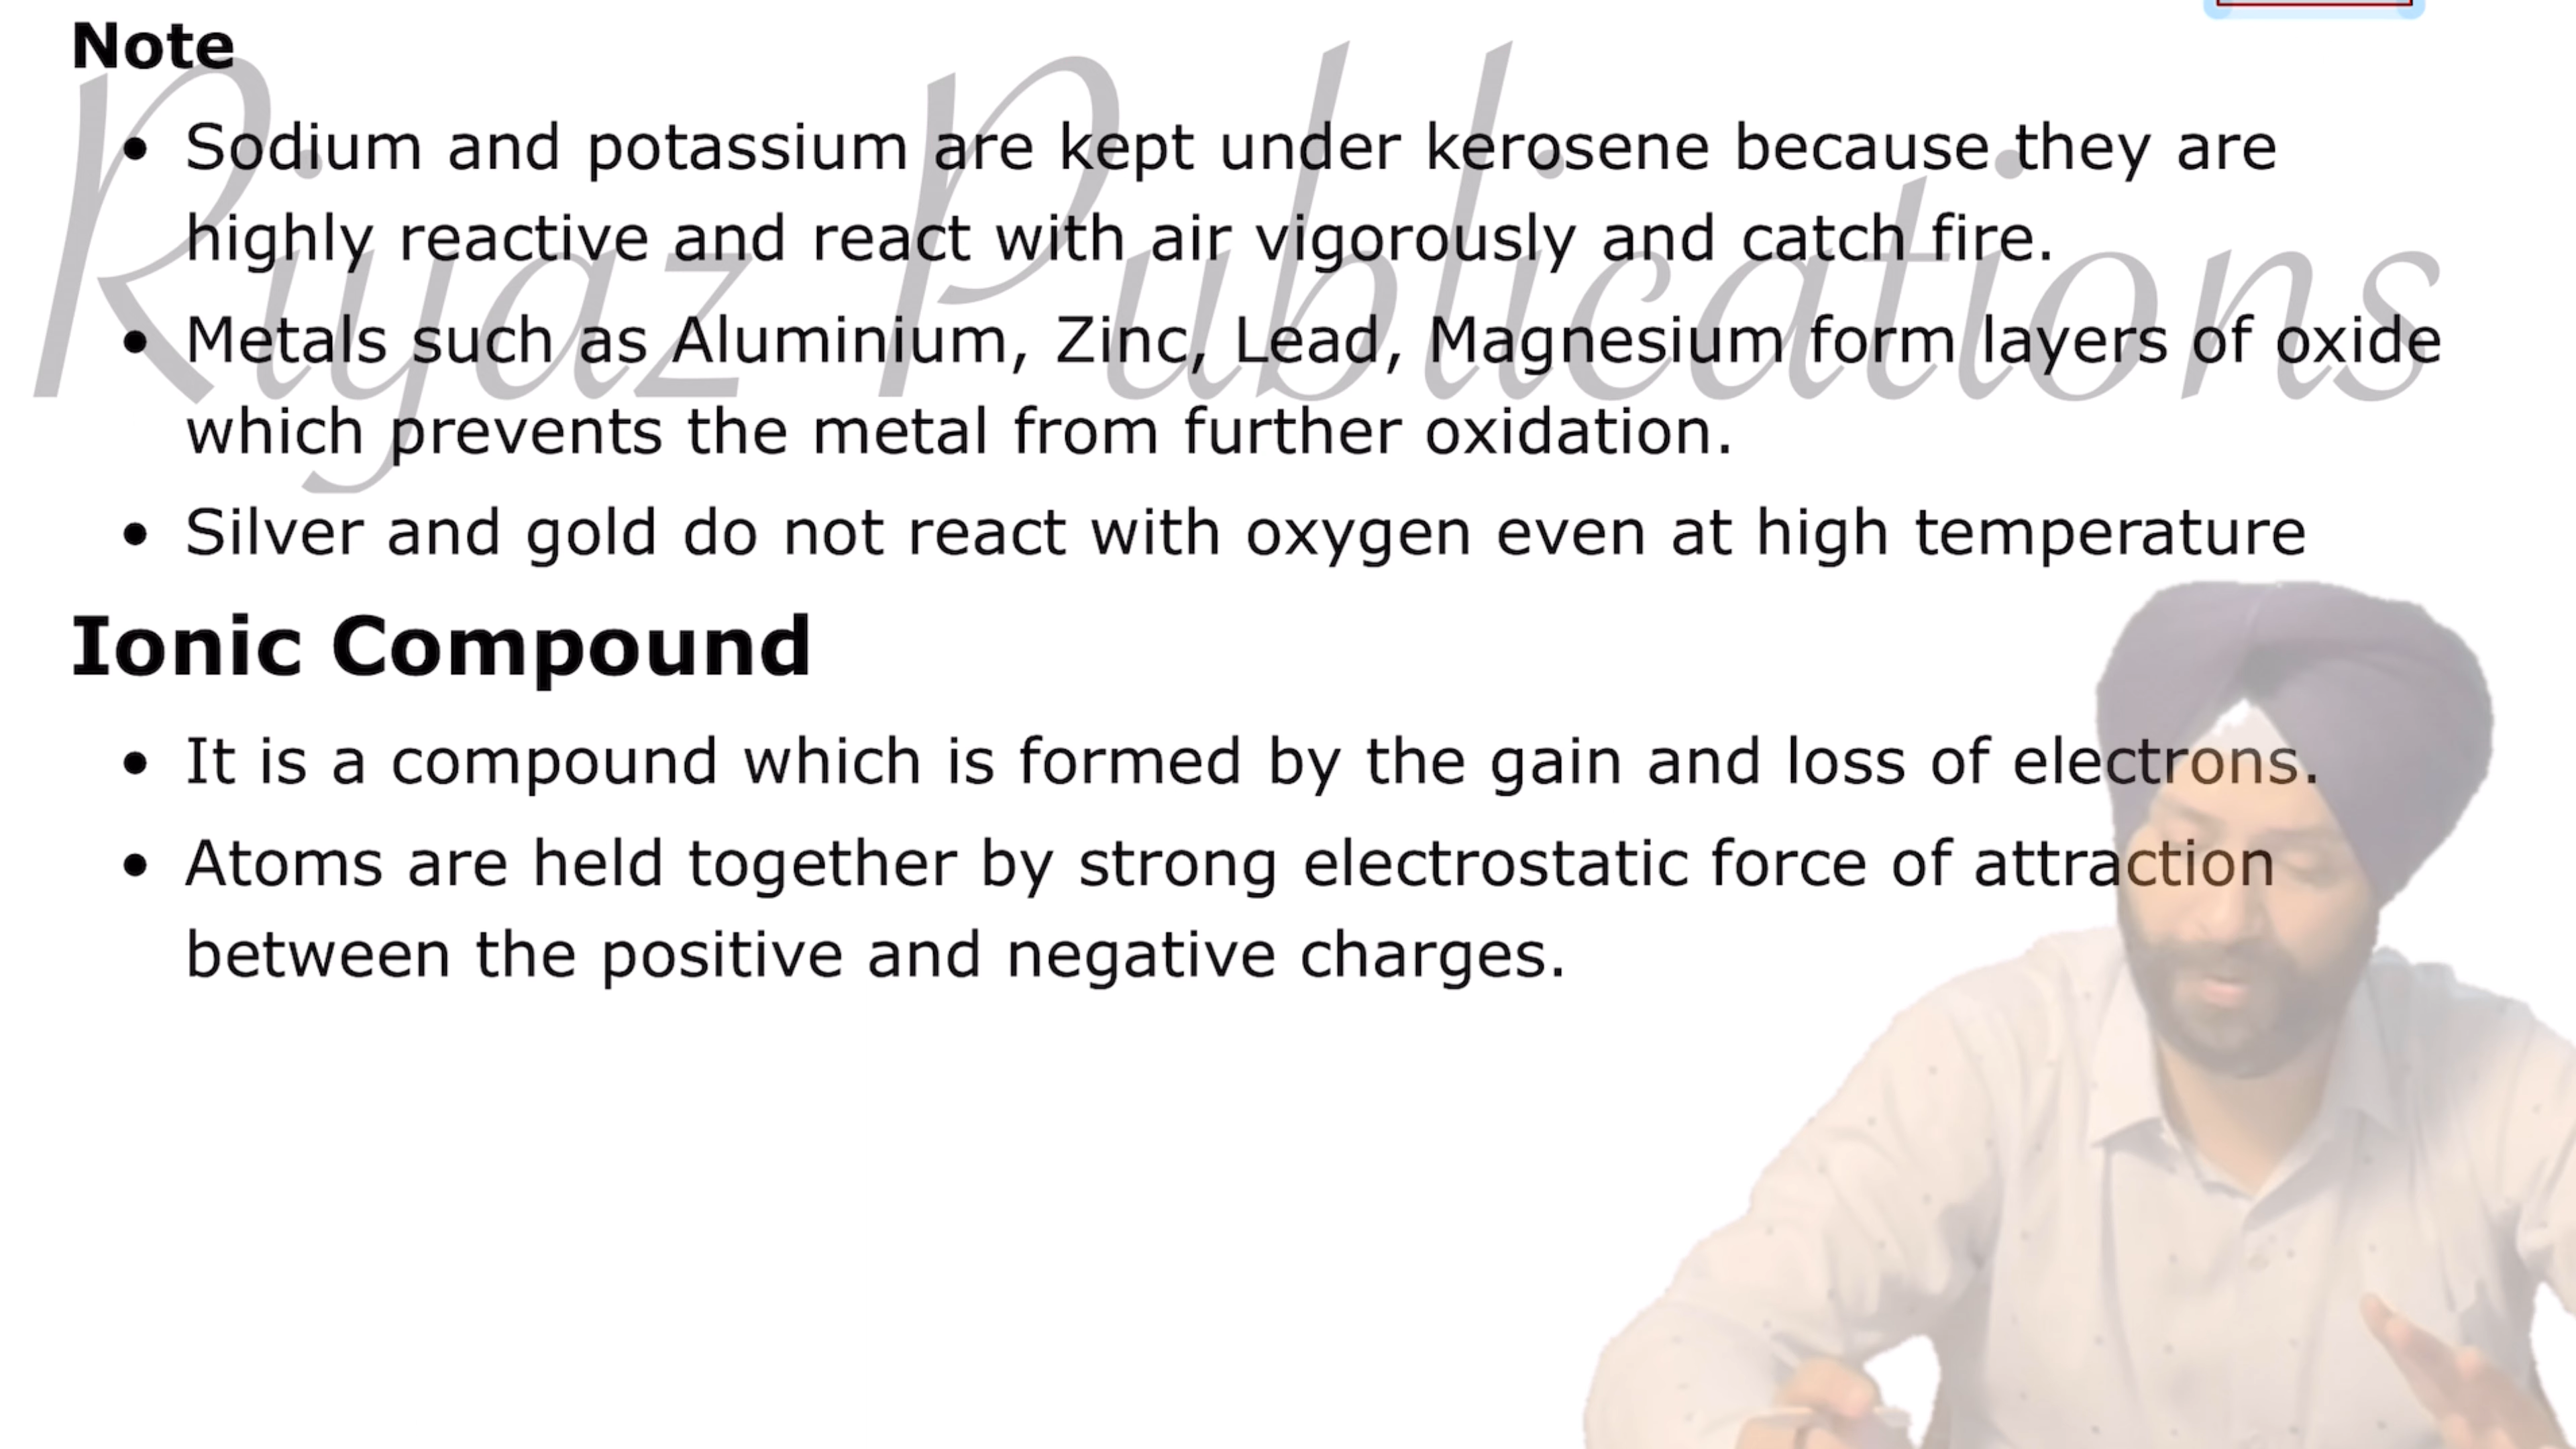 Note
Riyaz Publications
• Sodium and potassium are kept under kerosene because they are
highly reactive and react with air vigorously and catch fire.
• Metals such as Aluminium, Zinc, Lead, Magnesium form layers of oxide
which prevents the metal from further oxidation.
• Silver and gold do not react with oxygen even at high temperature
Ionic Compound
• It is a compound which is formed by the gain and loss of electrons.
• Atoms are held together by strong electrostatic force of attraction
between the positive and negative charges.